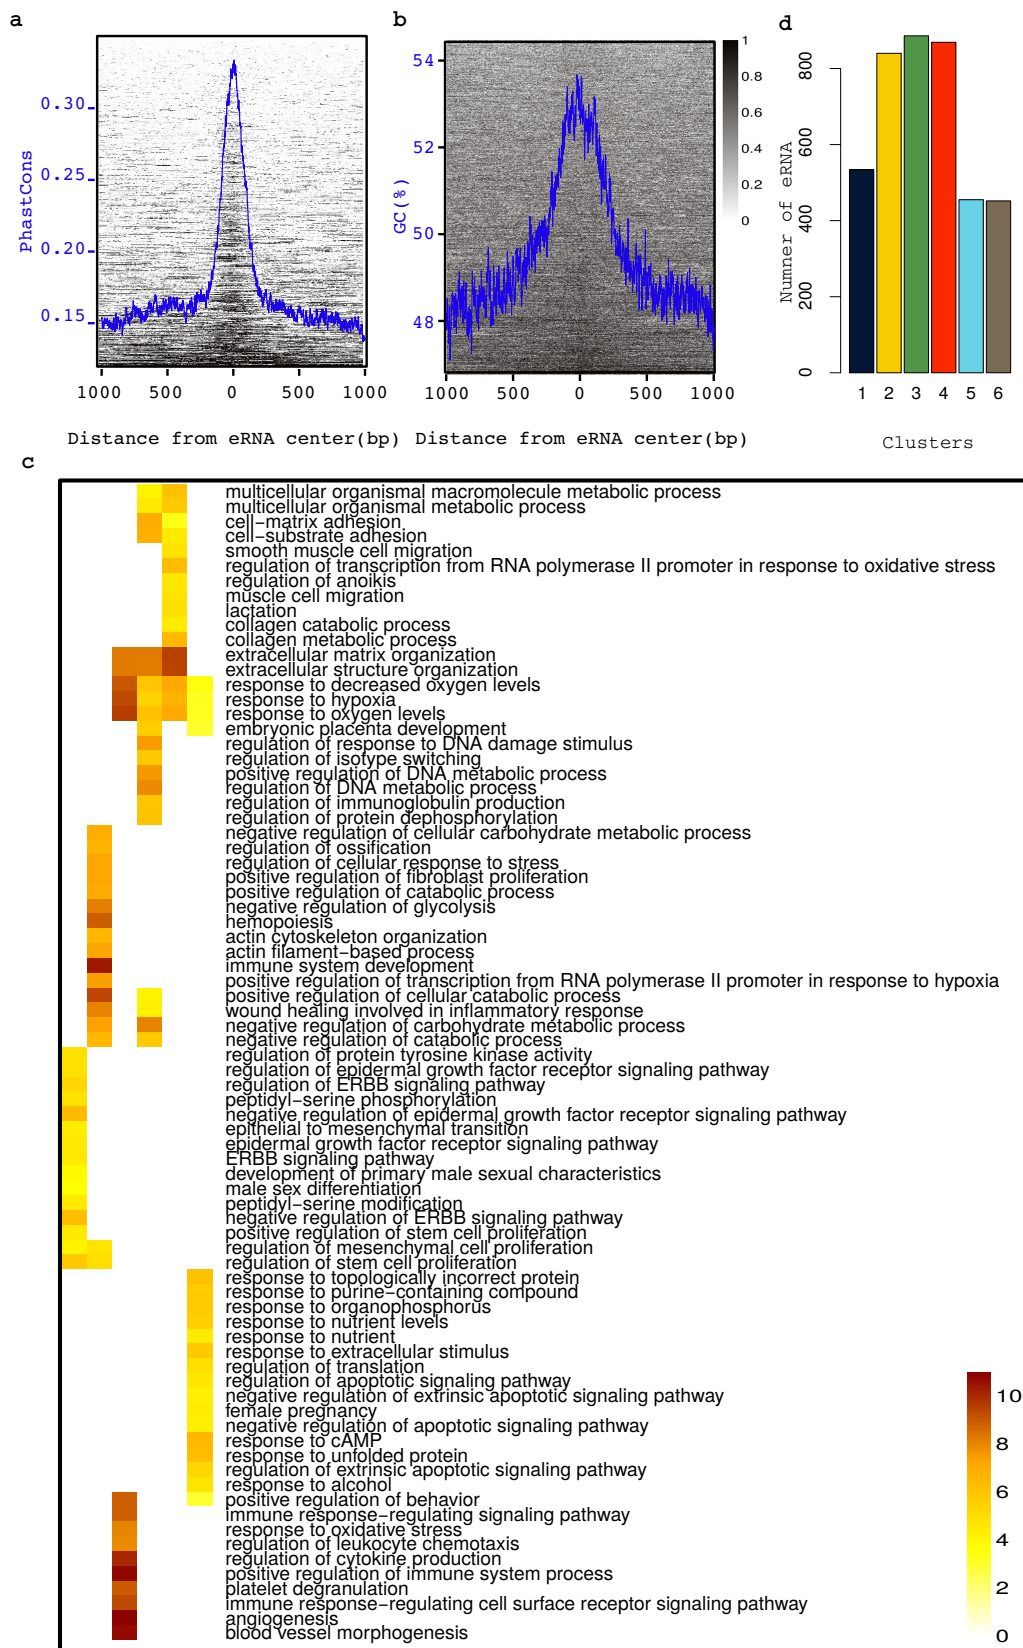 a
b
d
PhastCons
0.30
0.25
0.20
0.15
1000
500
0
500
1000
Distance from eRNA center(bp)
GC(%)
54
52
50
48
1000
500
0
500
1000
Distance from eRNA center(bp)
1
0.8
0.6
0.4
0.2
0
Numner of eRNA
800
600
400
200
0
1
2
3
4
5
6
Clusters
c
multicellular organismal macromolecule metabolic process
multicellular organismal metabolic process
cell−matrix adhesion
cell−substrate adhesion
smooth muscle cell migration
regulation of transcription from RNA polymerase II promoter in response to oxidative stress
regulation of anoikis
muscle cell migration
lactation
collagen catabolic process
collagen metabolic process
extracellular matrix organization
extracellular structure organization
response to decreased oxygen levels
response to hypoxia
response to oxygen levels
embryonic placenta development
regulation of response to DNA damage stimulus
regulation of isotype switching
positive regulation of DNA metabolic process
regulation of DNA metabolic process
regulation of immunoglobulin production
regulation of protein dephosphorylation
negative regulation of cellular carbohydrate metabolic process
regulation of ossification
regulation of cellular response to stress
positive regulation of fibroblast proliferation
positive regulation of catabolic process
negative regulation of glycolysis
hemopoiesis
actin cytoskeleton organization
actin filament−based process
immune system development
positive regulation of transcription from RNA polymerase II promoter in response to hypoxia
positive regulation of cellular catabolic process
wound healing involved in inflammatory response
negative regulation of carbohydrate metabolic process
negative regulation of catabolic process
regulation of protein tyrosine kinase activity
regulation of epidermal growth factor receptor signaling pathway
regulation of ERBB signaling pathway
peptidyl−serine phosphorylation
negative regulation of epidermal growth factor receptor signaling pathway
epithelial to mesenchymal transition
epidermal growth factor receptor signaling pathway
ERBB signaling pathway
development of primary male sexual characteristics
male sex differentiation
peptidyl−serine modification
negative regulation of ERBB signaling pathway
positive regulation of stem cell proliferation
regulation of mesenchymal cell proliferation
regulation of stem cell proliferation
response to topologically incorrect protein
response to purine−containing compound
response to organophosphorus
response to nutrient levels
response to nutrient
response to extracellular stimulus
regulation of translation
regulation of apoptotic signaling pathway
negative regulation of extrinsic apoptotic signaling pathway
female pregnancy
negative regulation of apoptotic signaling pathway
response to cAMP
response to unfolded protein
regulation of extrinsic apoptotic signaling pathway
response to alcohol
positive regulation of behavior
immune response−regulating signaling pathway
response to oxidative stress
regulation of leukocyte chemotaxis
regulation of cytokine production
positive regulation of immune system process
platelet degranulation
immune response−regulating cell surface receptor signaling pathway
angiogenesis
blood vessel morphogenesis
10
8
6
4
2
0